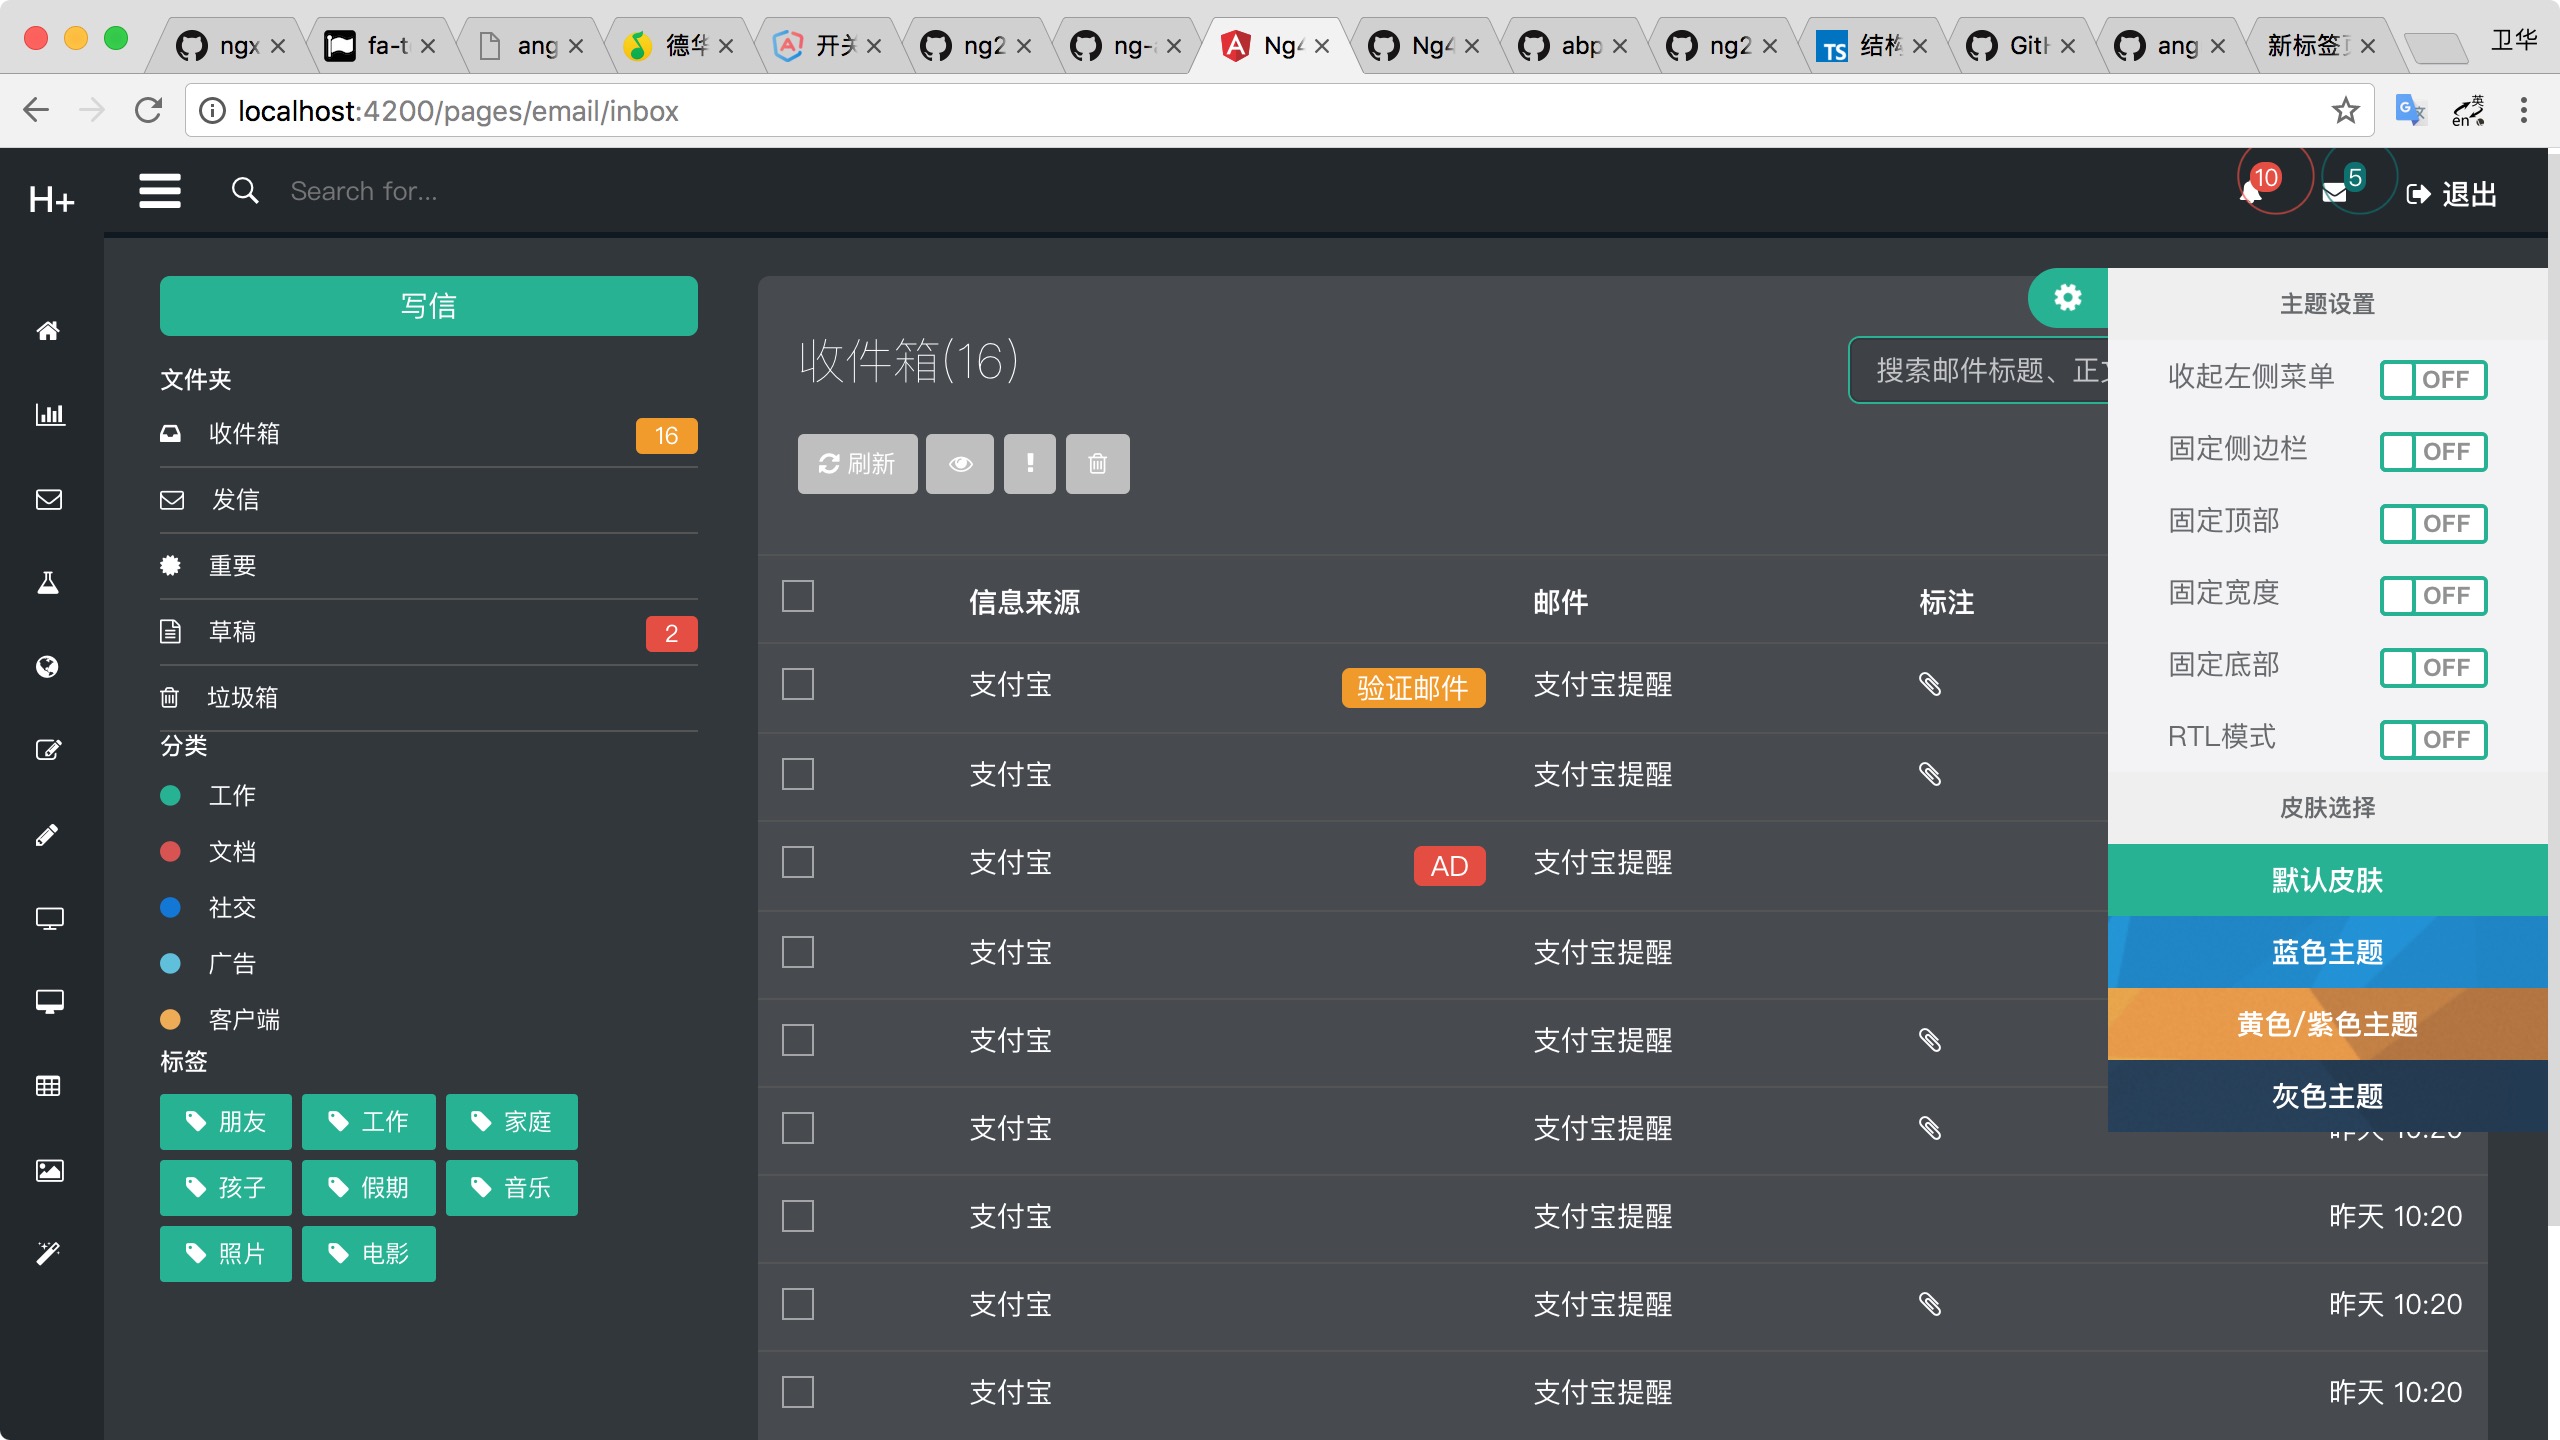 ngx
fa-t
ang
德华
开关
ng2
ng-
Ng4
Ng4
abp
ng2
TS 结构
GitH
ang
新标签页
卫华
localhost:4200/pages/email/inbox
英
en
H+
Search for...
10
5
退出
写信
文件夹
收件箱 16
发信
重要
草稿 2
垃圾箱
分类
工作
文档
社交
广告
客户端
标签
朋友 工作 家庭
孩子 假期 音乐
照片 电影
收件箱(16)
搜索邮件标题、正文
刷新
信息来源 邮件 标注
支付宝 验证邮件 支付宝提醒
支付宝 支付宝提醒
支付宝 AD 支付宝提醒
支付宝 支付宝提醒
支付宝 支付宝提醒
支付宝 支付宝提醒 昨天 10:20
支付宝 支付宝提醒 昨天 10:20
支付宝 支付宝提醒 昨天 10:20
支付宝 支付宝提醒 昨天 10:20
主题设置
收起左侧菜单 OFF
固定侧边栏 OFF
固定顶部 OFF
固定宽度 OFF
固定底部 OFF
RTL模式 OFF
皮肤选择
默认皮肤
蓝色主题
黄色/紫色主题
灰色主题